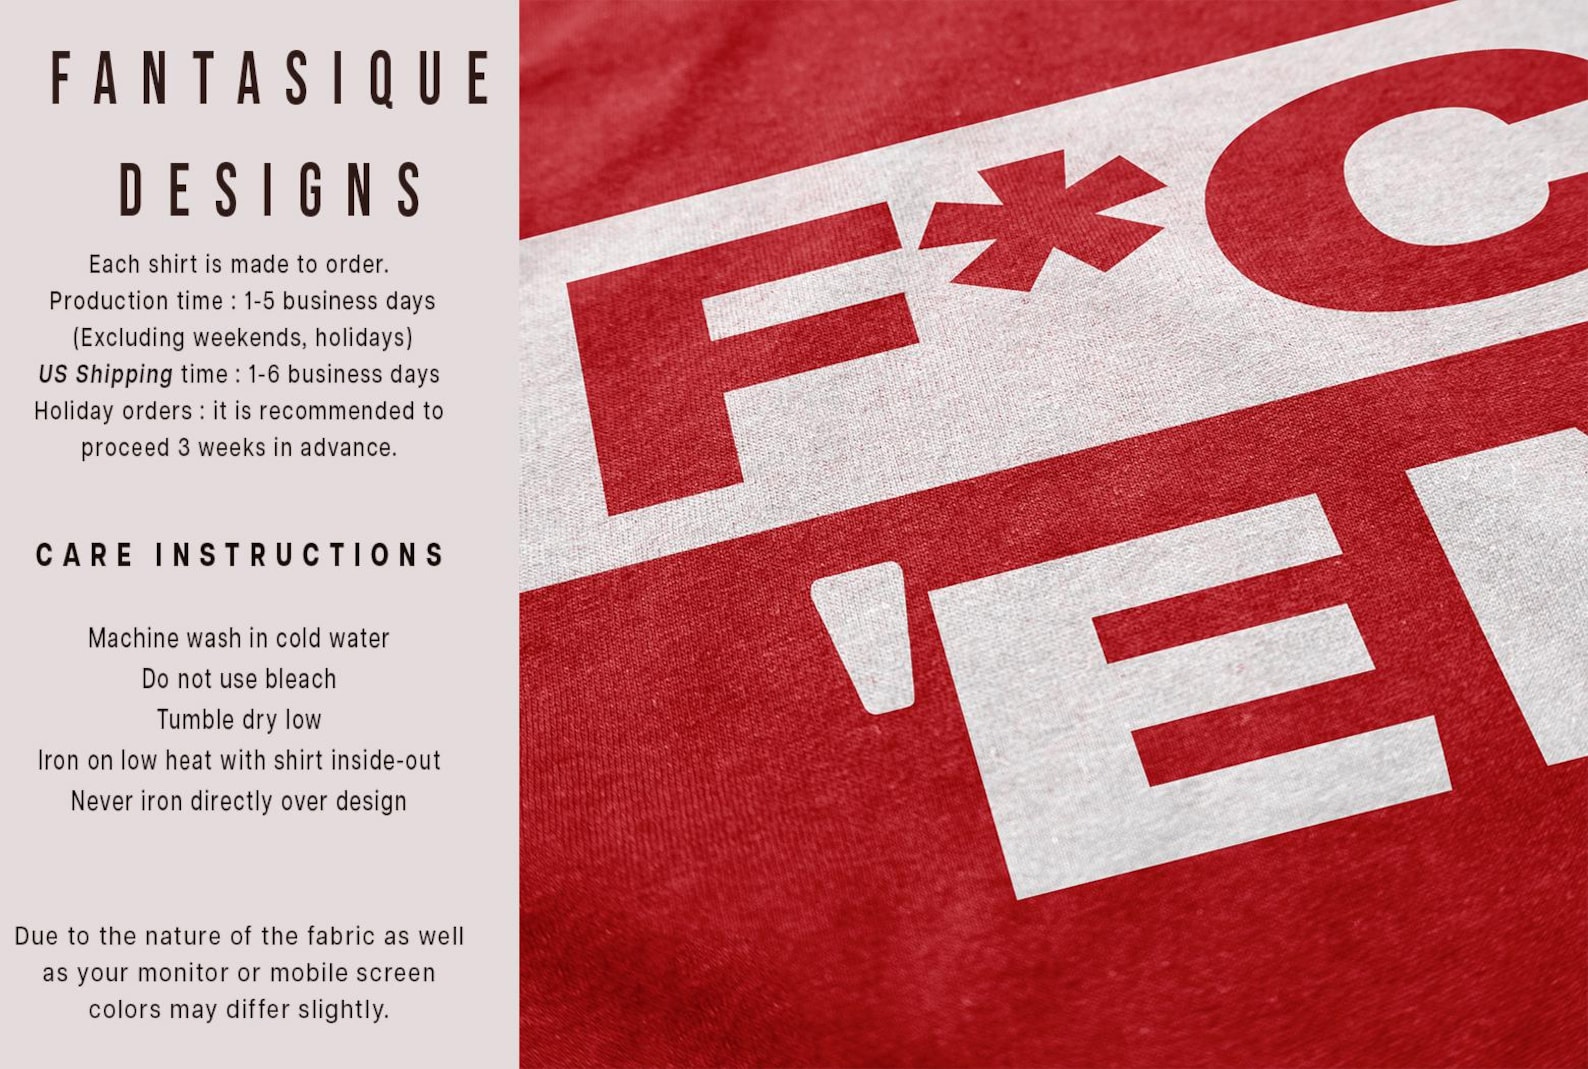 FANTASIQUE
DESIGNS
Each shirt is made to order.
Production time : 1-5 business days
(Excluding weekends, holidays)
US Shipping time : 1-6 business days
Holiday orders : it is recommended to
proceed 3 weeks in advance.
CARE INSTRUCTIONS
Machine wash in cold water
Do not use bleach
Tumble dry low
Iron on low heat with shirt inside-out
Never iron directly over design
Due to the nature of the fabric as well
as your monitor or mobile screen
colors may differ slightly.
F*C
'E